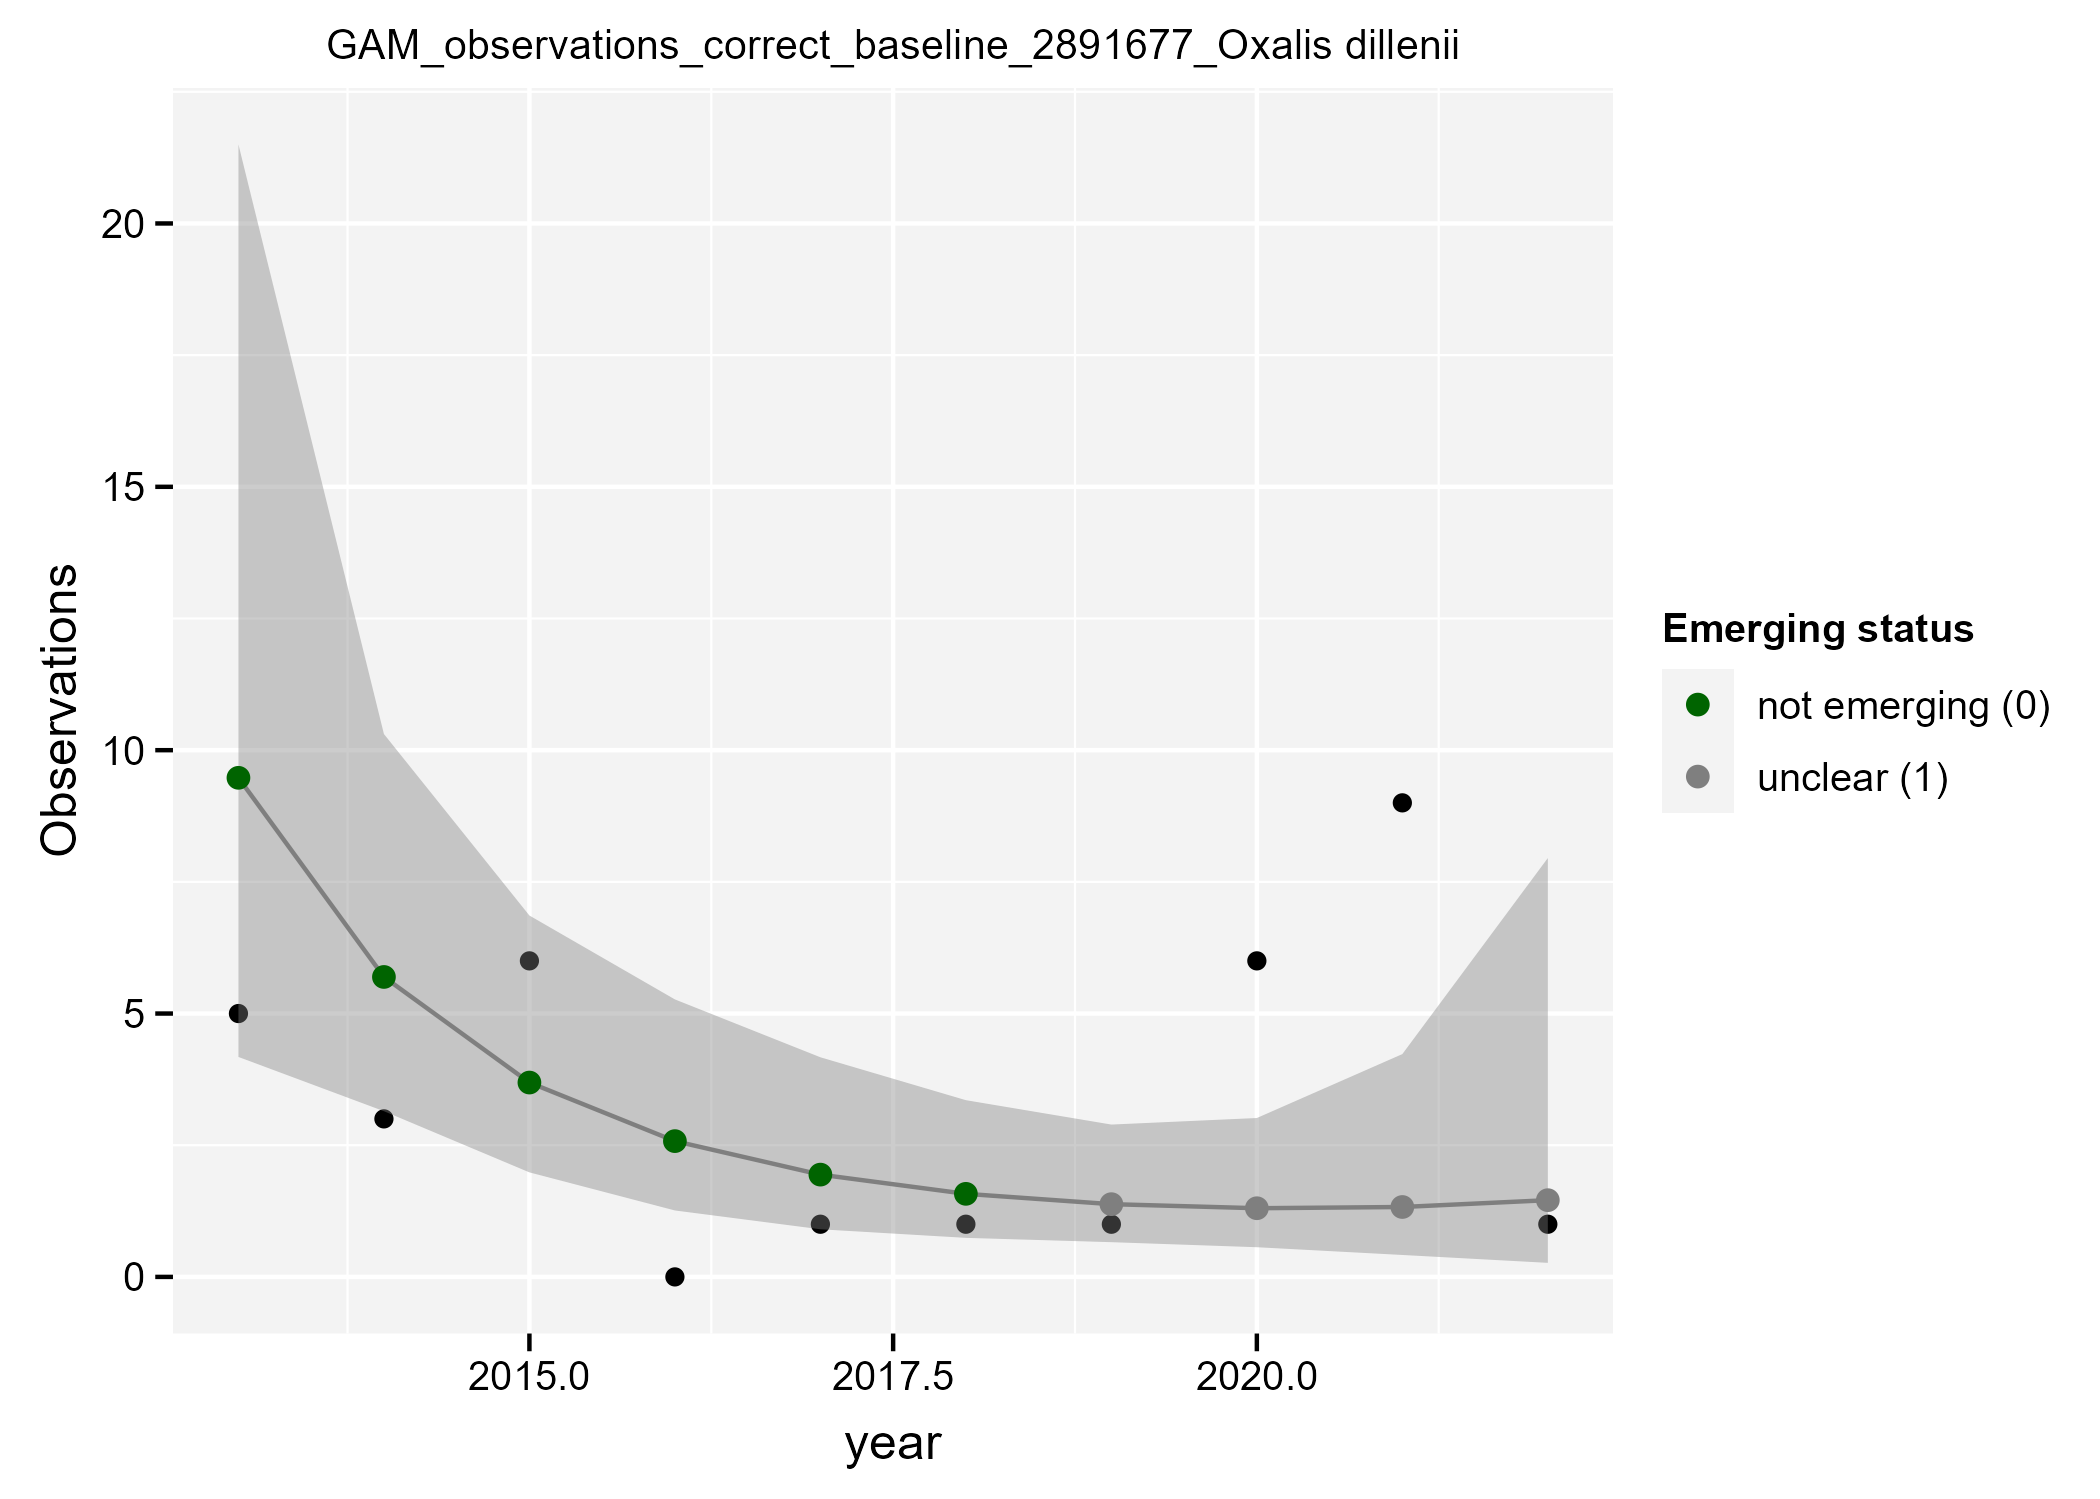 GAM_observations_correct_baseline_2891677_Oxalis dillenii
Observations
20
15
10
5
0
2015.0 2017.5 2020.0
year
Emerging status
not emerging (0)
unclear (1)